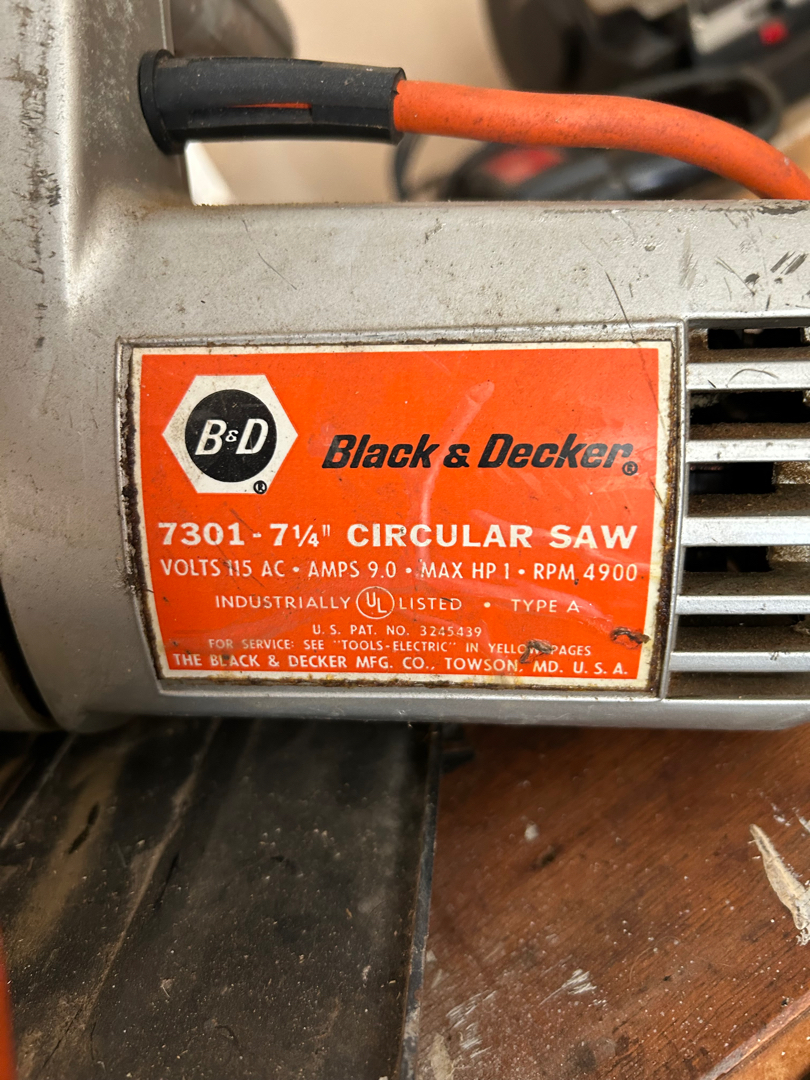 B&D
®
Black & Decker®
7301 - 7 1/4" CIRCULAR SAW
VOLTS 115 AC • AMPS 9.0 • MAX HP 1 • RPM 4900
INDUSTRIALLY UL LISTED • TYPE A
U. S. PAT. NO. 3245439
FOR SERVICE: SEE "TOOLS-ELECTRIC" IN YELLOW PAGES
THE BLACK & DECKER MFG. CO., TOWSON, MD. U. S. A.